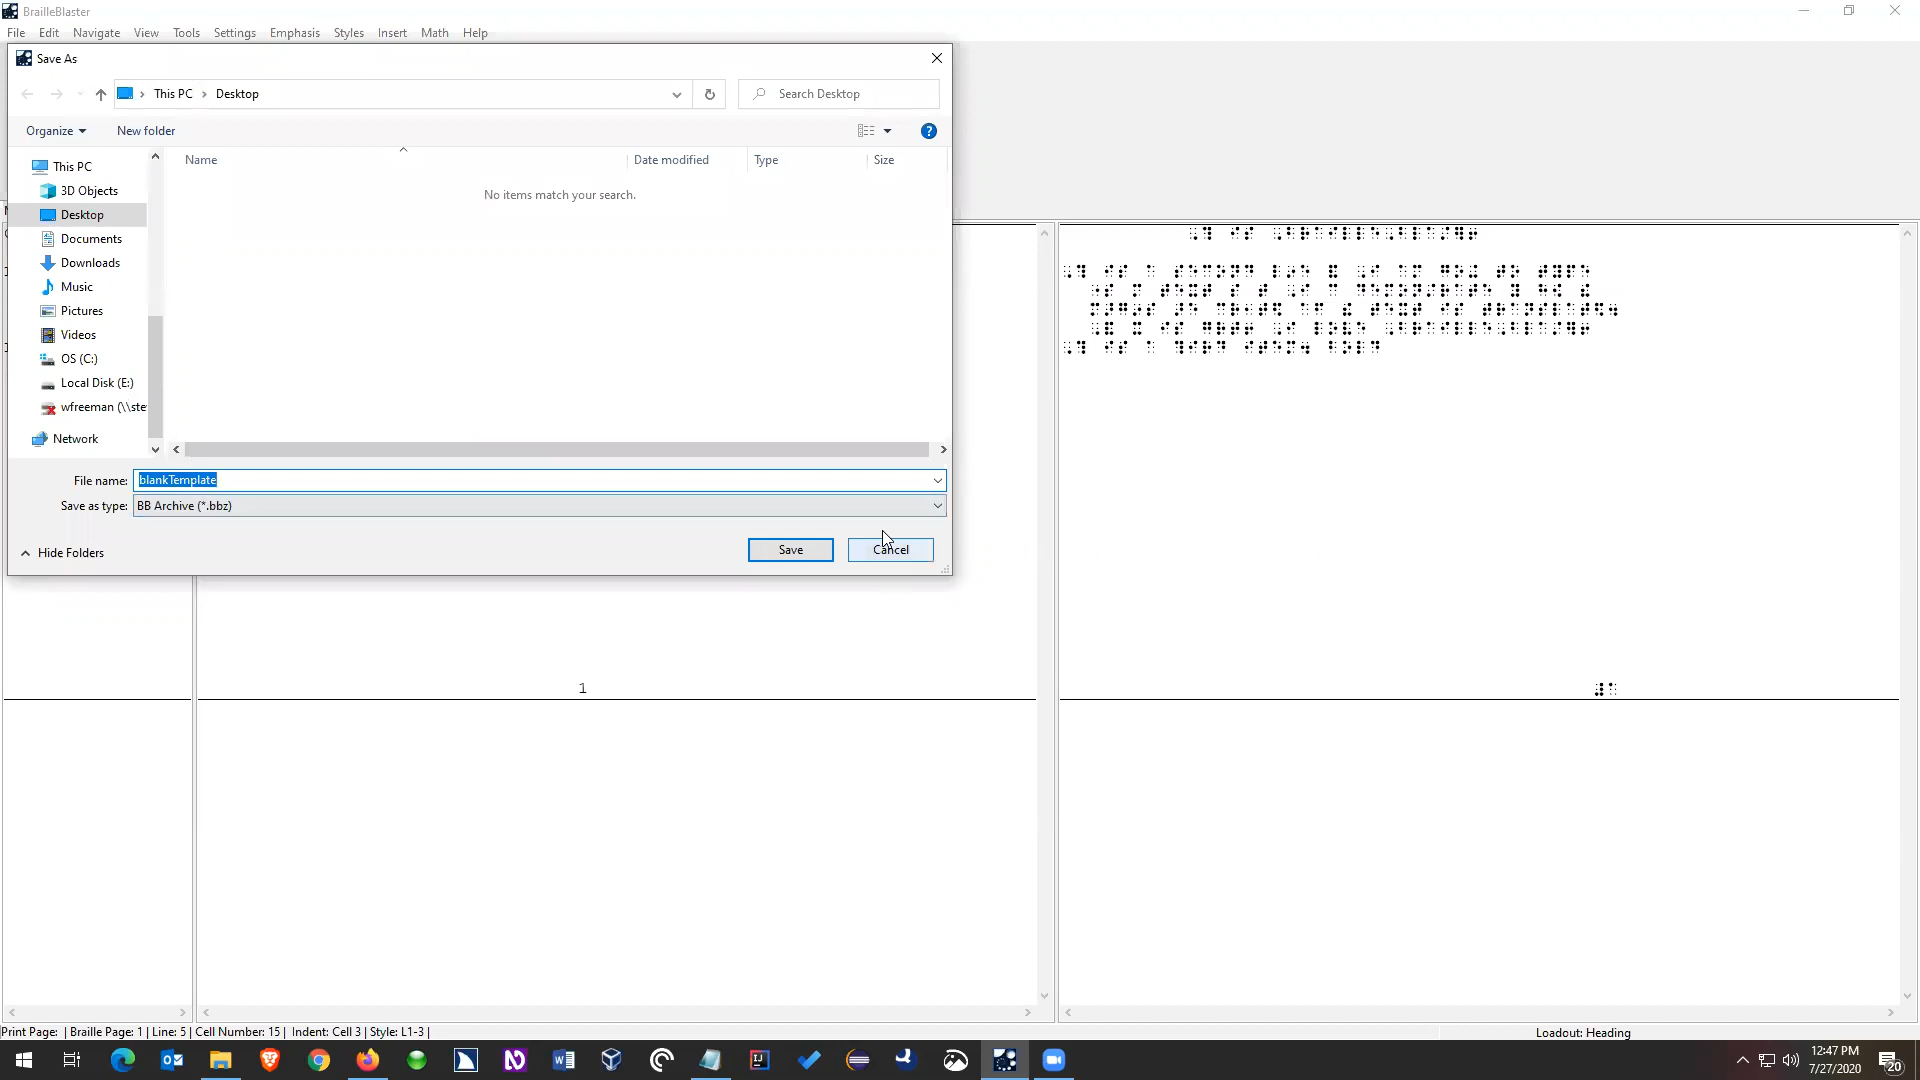 BrailleBlaster
File Edit Navigate View Tools Settings Emphasis Styles Insert Math Help
Save As
This PC > Desktop
Search Desktop
Organize New folder
This PC
3D Objects
Desktop
Documents
Downloads
Music
Pictures
Videos
OS (C:)
Local Disk (E:)
wfreeman (\\ste
Network
Name Date modified Type Size
No items match your search.
File name: blankTemplate
Save as type: BB Archive (*.bbz)
Hide Folders
Save Cancel
1
⠼⠁
Print Page: | Braille Page: 1 | Line: 5 | Cell Number: 15 | Indent: Cell 3 | Style: L1-3 |
Loadout: Heading
12:47 PM
7/27/2020
20